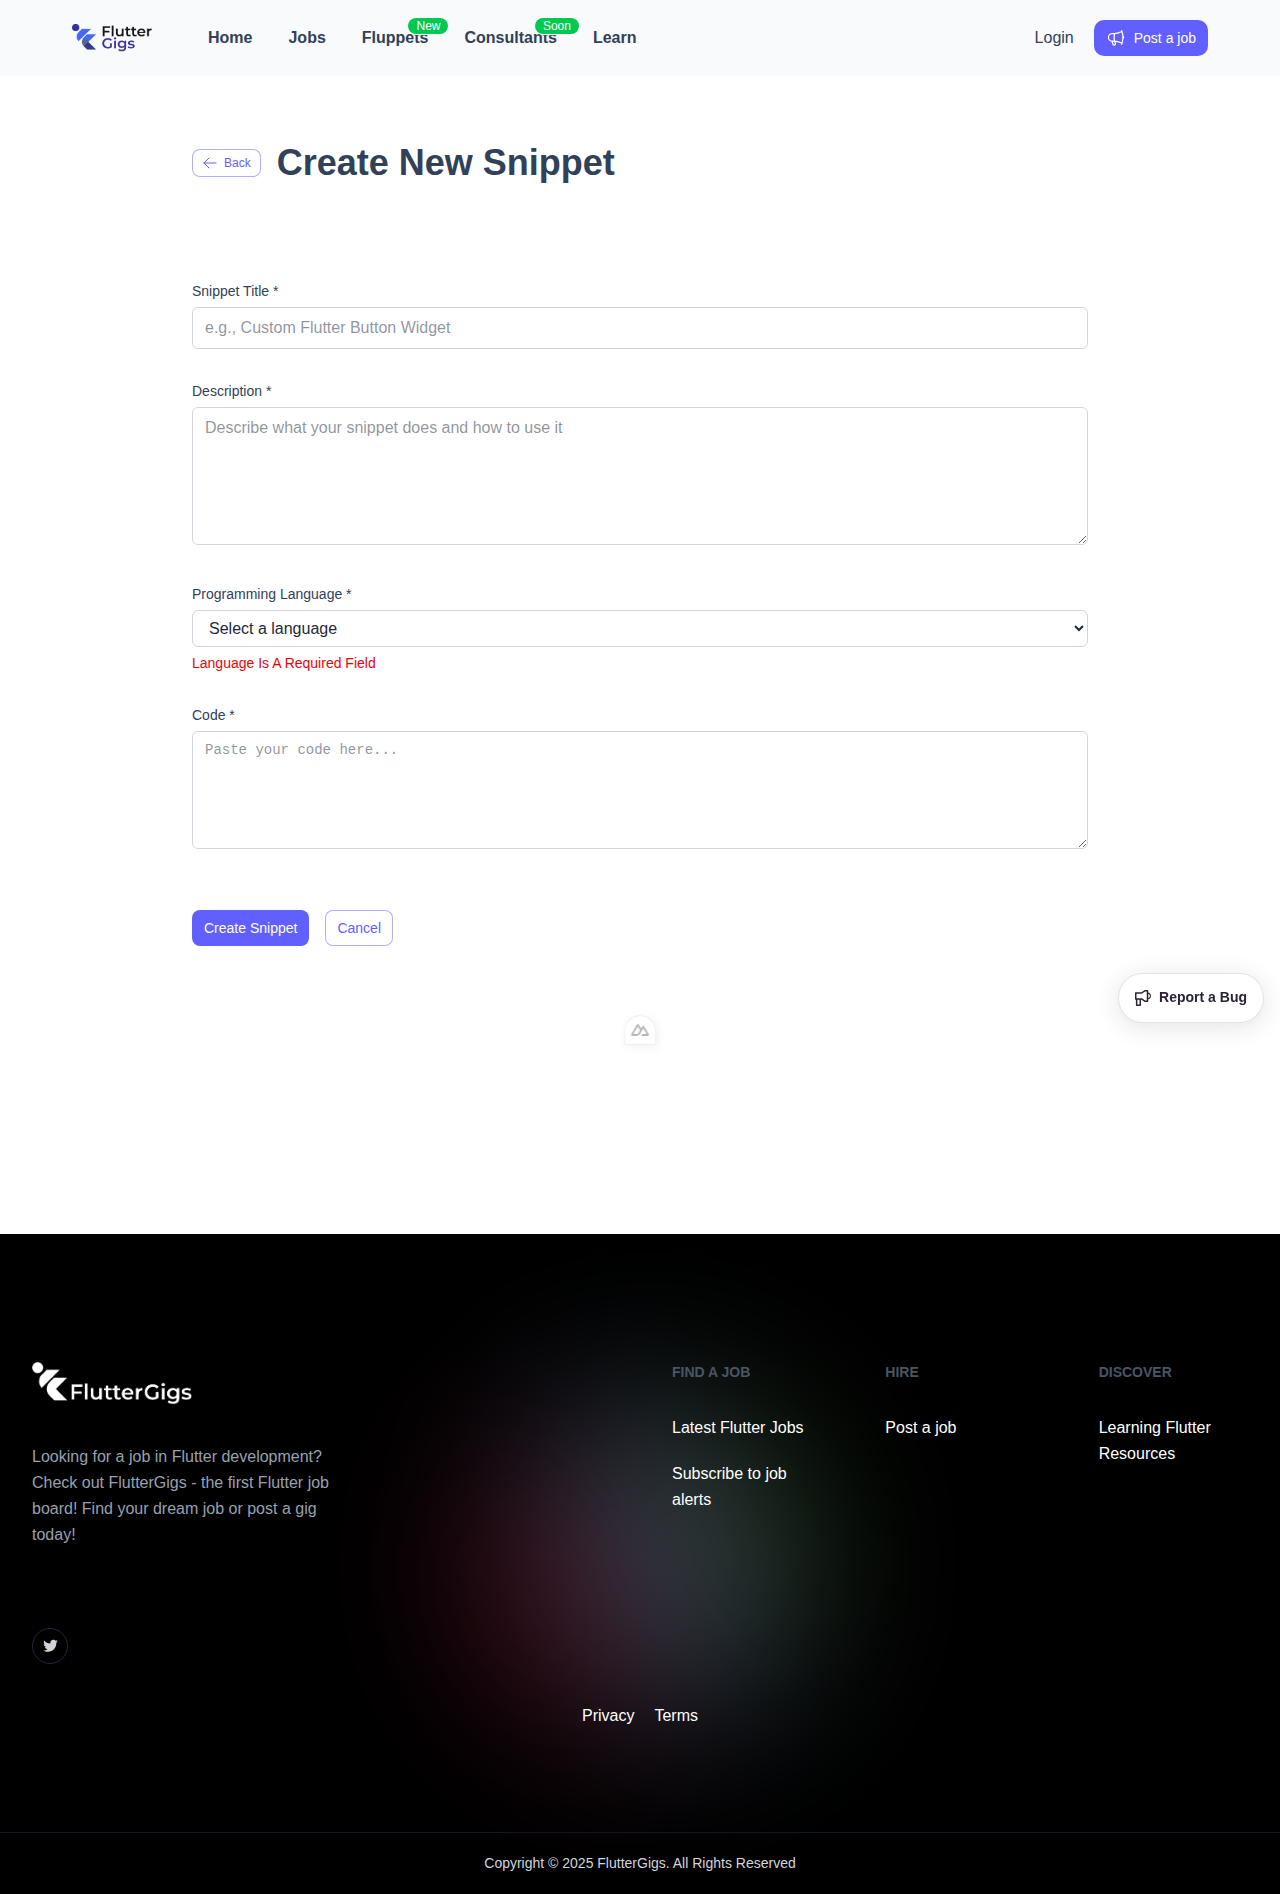 Flutter
Gigs
Home
Jobs
Fluppets
New
Consultants
Soon
Learn
Login
Post a job
Back
Create New Snippet
Snippet Title *
e.g., Custom Flutter Button Widget
Description *
Describe what your snippet does and how to use it
Programming Language *
Select a language
Language Is A Required Field
Code *
Paste your code here...
Create Snippet
Cancel
Report a Bug
FlutterGigs
Looking for a job in Flutter development?
Check out FlutterGigs - the first Flutter job
board! Find your dream job or post a gig
today!
FIND A JOB
Latest Flutter Jobs
Subscribe to job
alerts
HIRE
Post a job
DISCOVER
Learning Flutter
Resources
Privacy
Terms
Copyright © 2025 FlutterGigs. All Rights Reserved